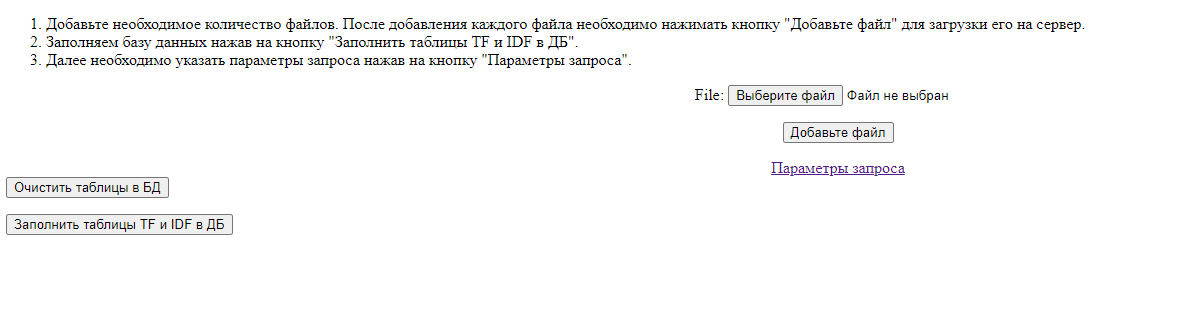 1. Добавьте необходимое количество файлов. После добавления каждого файла необходимо нажимать кнопку "Добавьте файл" для загрузки его на сервер.
2. Заполняем базу данных нажав на кнопку "Заполнить таблицы TF и IDF в ДБ".
3. Далее необходимо указать параметры запроса нажав на кнопку "Параметры запроса".
File: Выберите файл Файл не выбран
Добавьте файл
Параметры запроса
Очистить таблицы в БД
Заполнить таблицы TF и IDF в ДБ